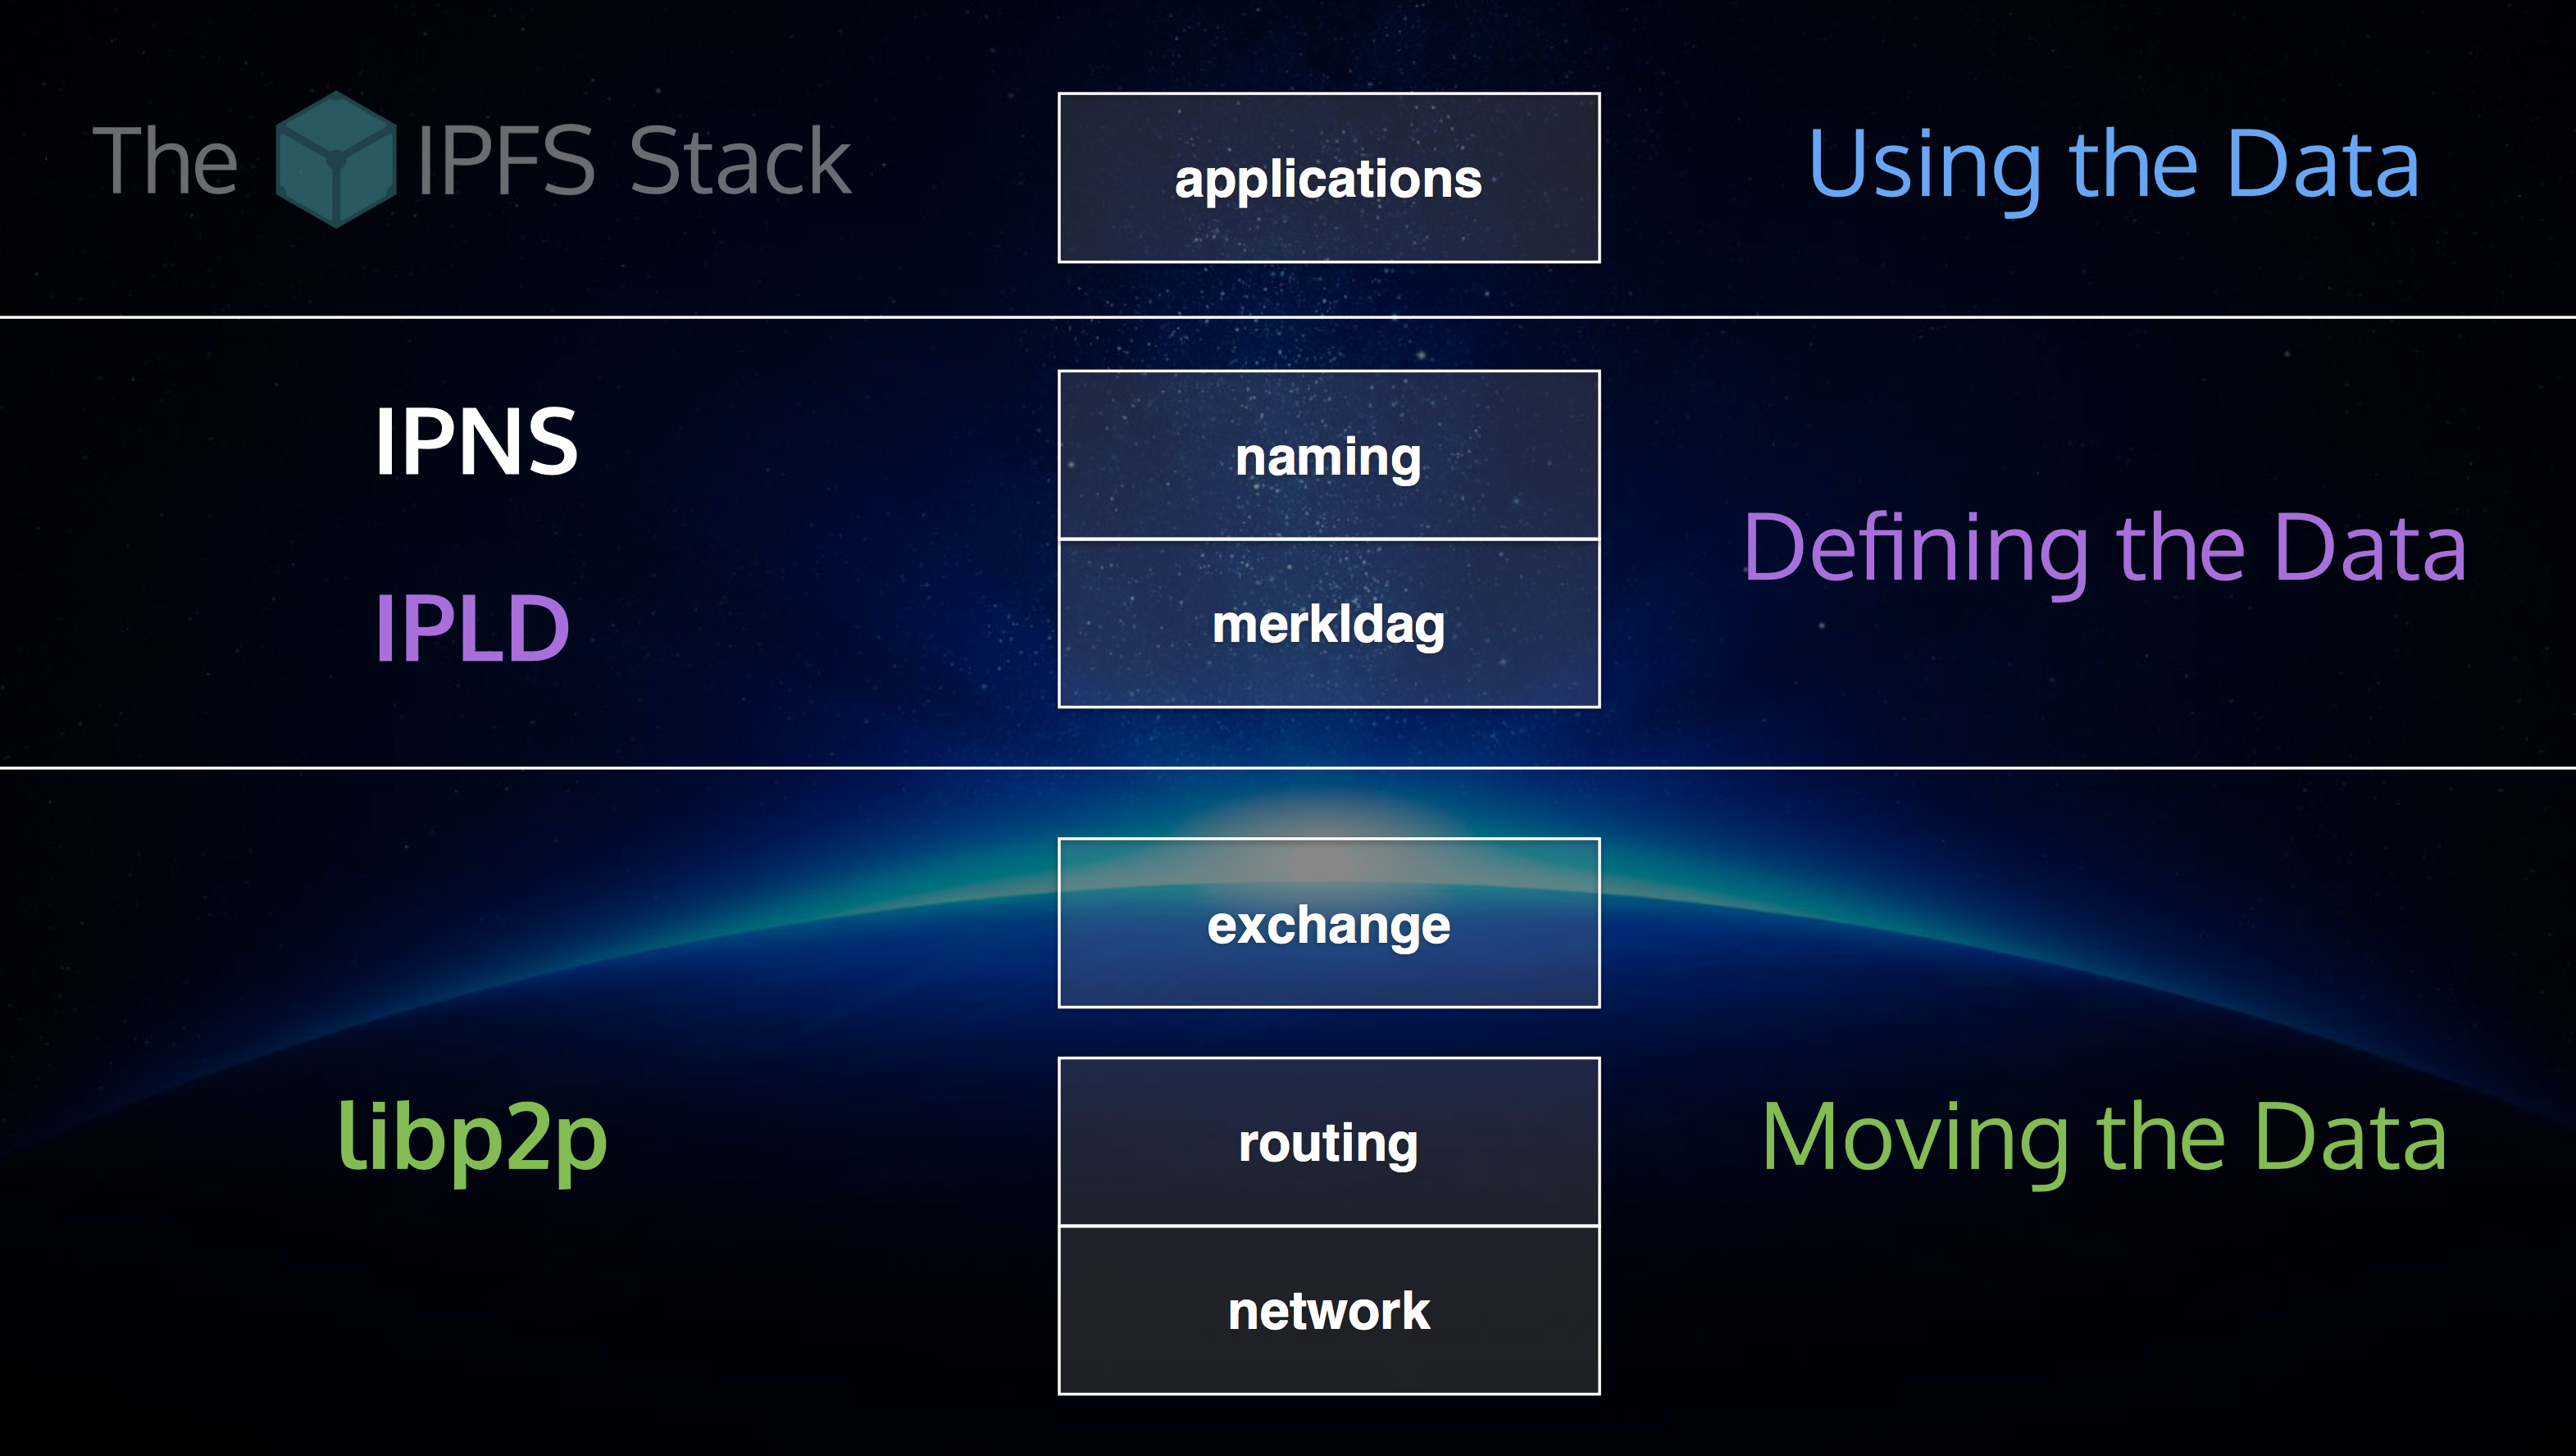 The IPFS Stack
applications
Using the Data
IPNS
naming
Defining the Data
IPLD
merkldag
exchange
libp2p
routing
Moving the Data
network